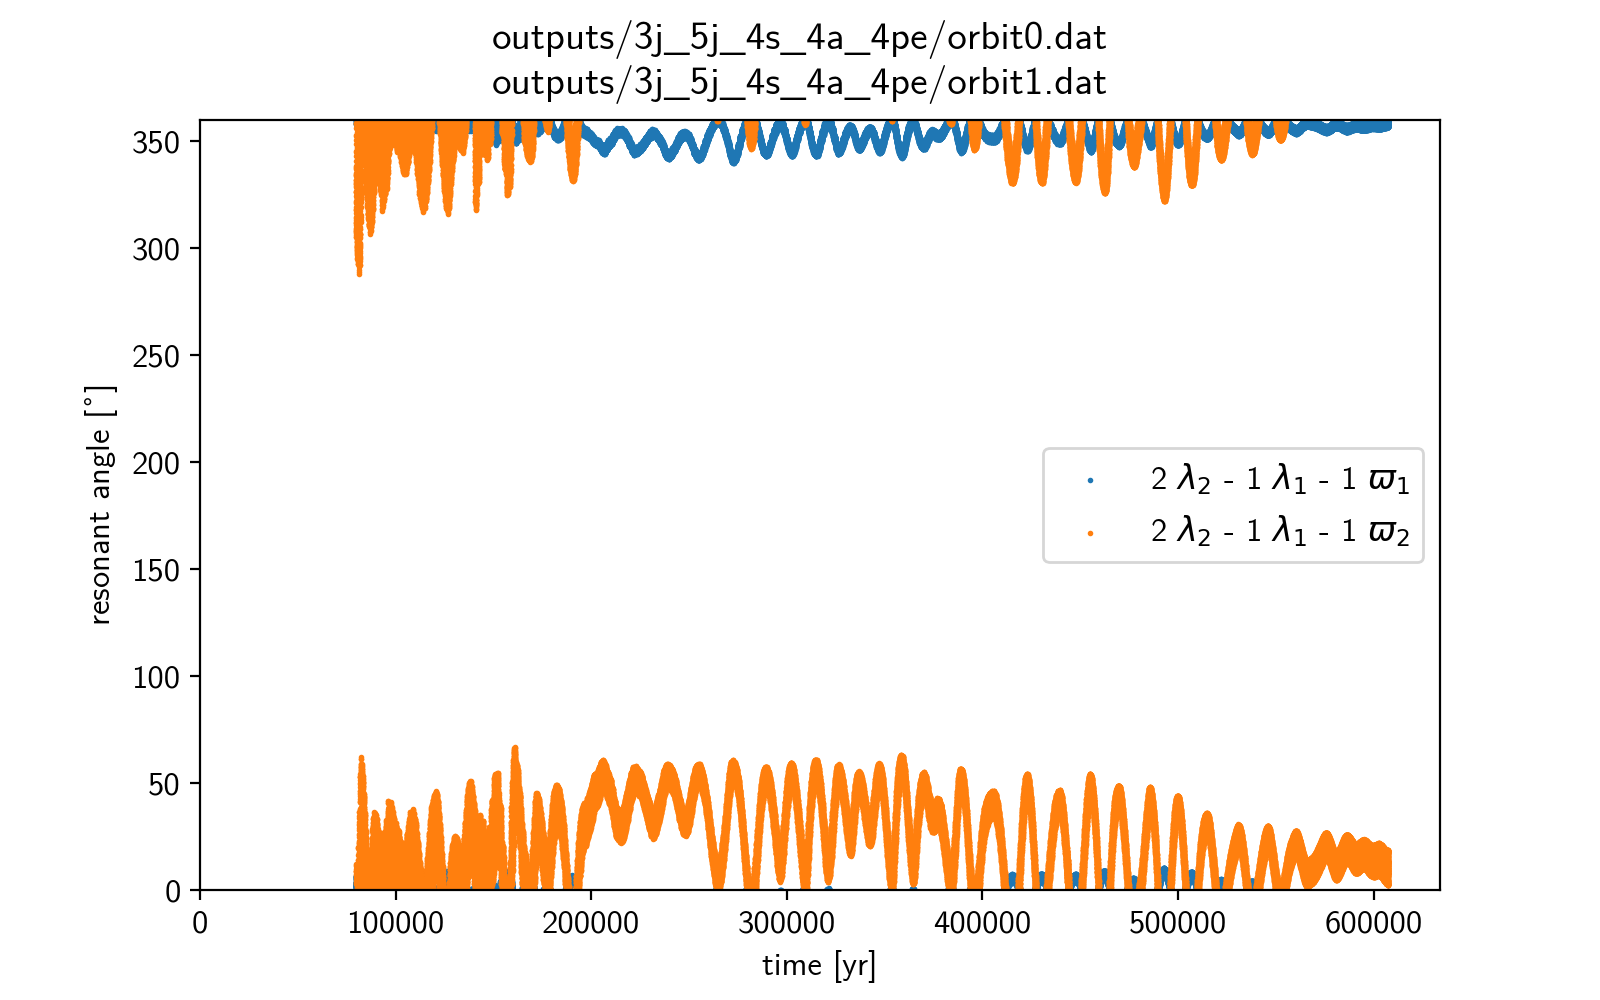 outputs/3j_5j_4s_4a_4pe/orbit0.dat
outputs/3j_5j_4s_4a_4pe/orbit1.dat
350
300
250
200
150
100
50
0
resonant angle [°]
2 λ₂ - 1 λ₁ - 1 ϖ₁
2 λ₂ - 1 λ₁ - 1 ϖ₂
0
100000
200000
300000
400000
500000
600000
time [yr]